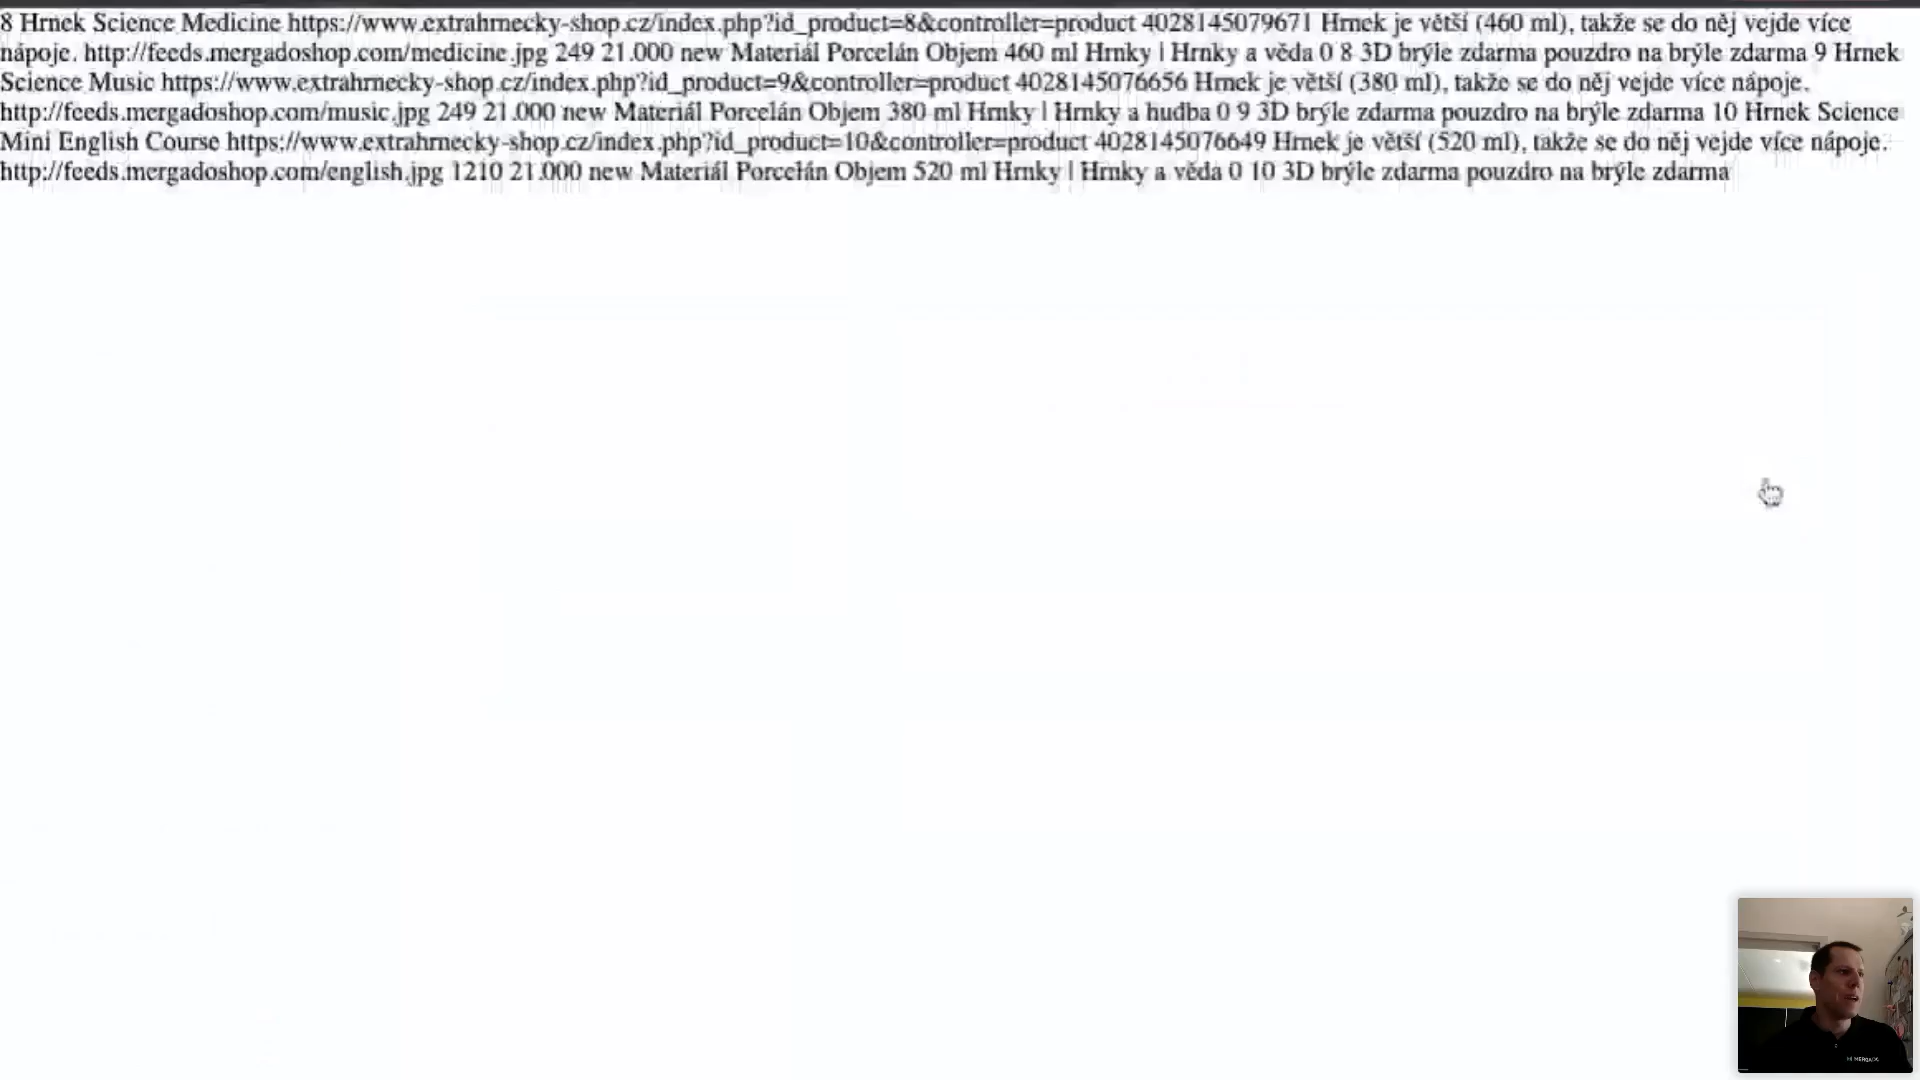 8 Hrnek Science Medicine https://www.extrahrnecky-shop.cz/index.php?id_product=8&controller=product 4028145079671 Hrnek je větší (460 ml), takže se do něj vejde více
nápoje. http://feeds.mergadoshop.com/medicine.jpg 249 21.000 new Materiál Porcelán Objem 460 ml Hrnky | Hrnky a věda 0 8 3D brýle zdarma pouzdro na brýle zdarma 9 Hrnek
Science Music https://www.extrahrnecky-shop.cz/index.php?id_product=9&controller=product 4028145076656 Hrnek je větší (380 ml), takže se do něj vejde více nápoje.
http://feeds.mergadoshop.com/music.jpg 249 21.000 new Materiál Porcelán Objem 380 ml Hrnky | Hrnky a hudba 0 9 3D brýle zdarma pouzdro na brýle zdarma 10 Hrnek Science
Mini English Course https://www.extrahrnecky-shop.cz/index.php?id_product=10&controller=product 4028145076649 Hrnek je větší (520 ml), takže se do něj vejde více nápoje.
http://feeds.mergadoshop.com/english.jpg 1210 21.000 new Materiál Porcelán Objem 520 ml Hrnky | Hrnky a věda 0 10 3D brýle zdarma pouzdro na brýle zdarma
MERGADO